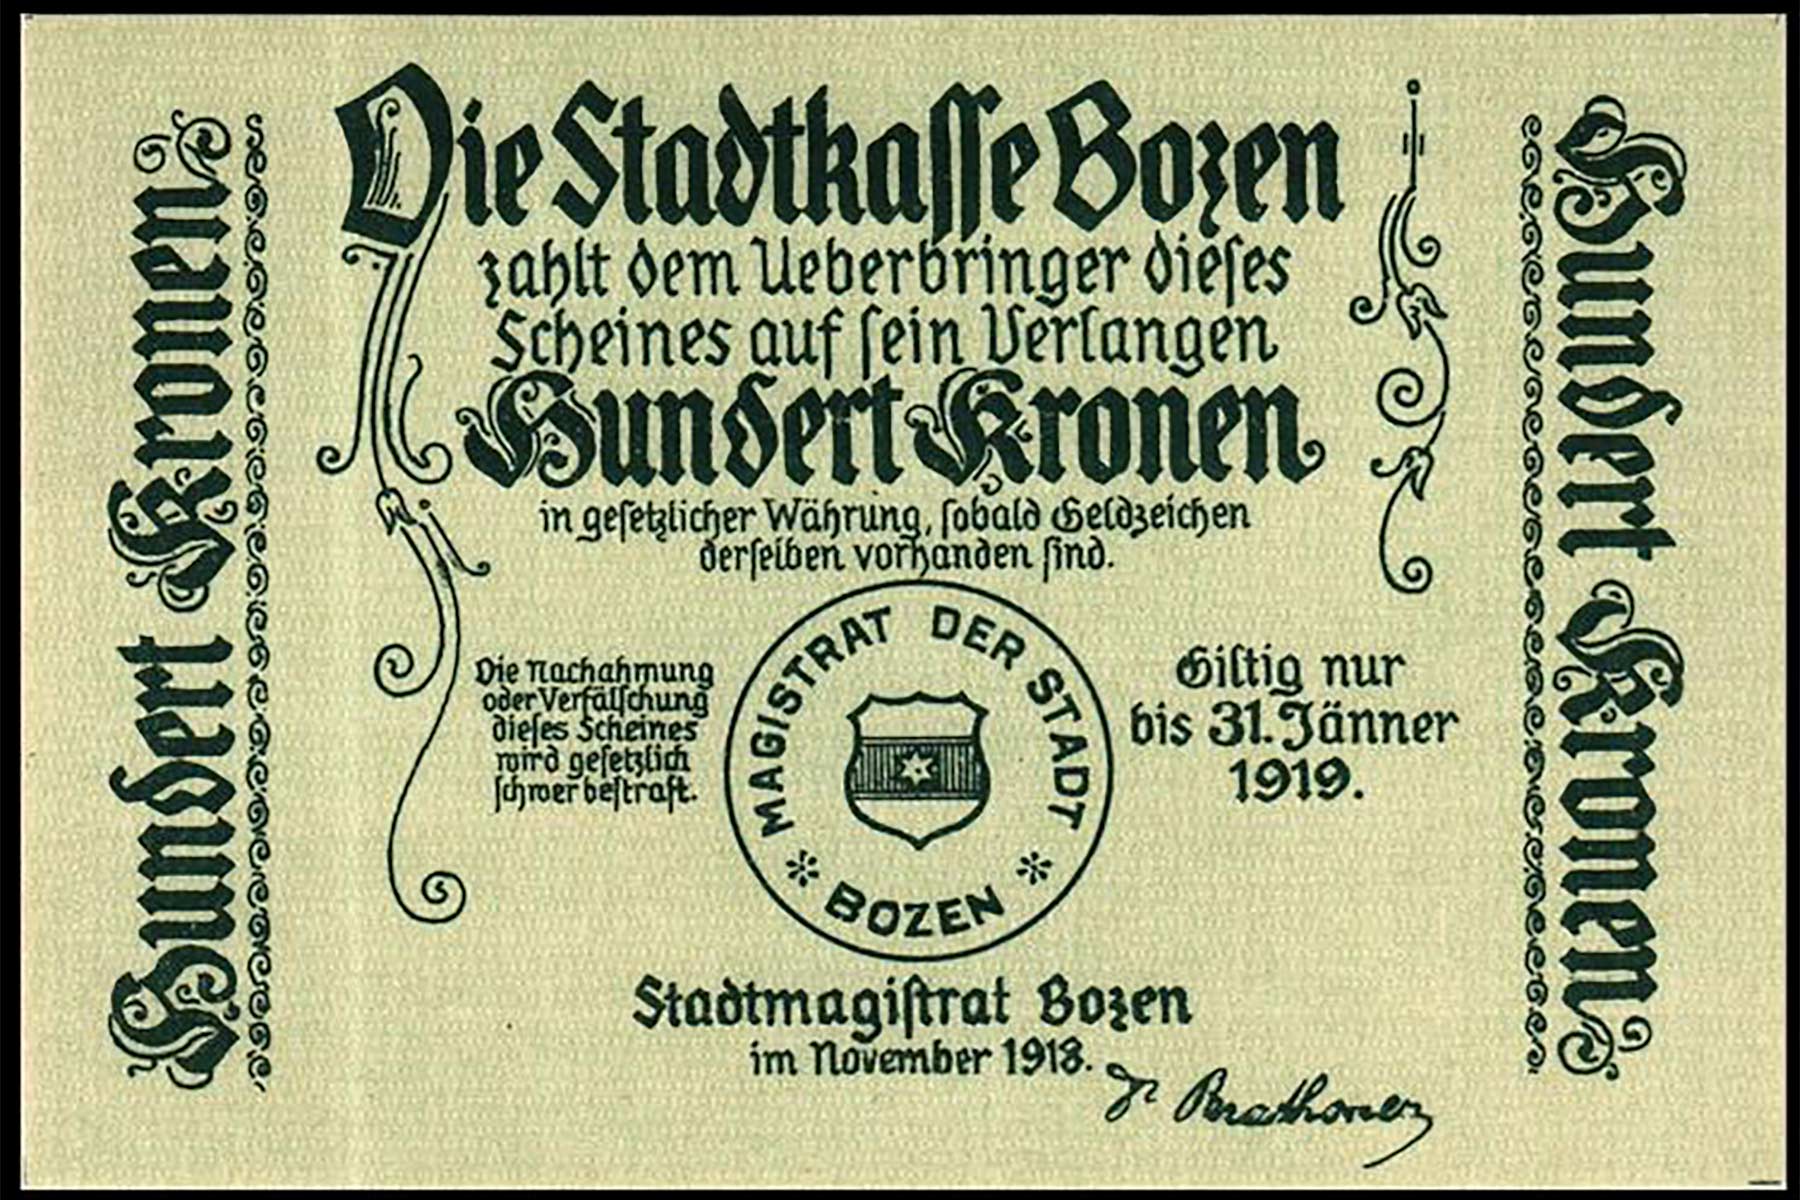 Hundert Kronen
Die Stadtkasse Bozen
zahlt dem Ueberbringer dieses
Scheines auf sein Verlangen
Hundert Kronen
in gesetzlicher Währung, sobald Geldzeichen
derselben vorhanden sind.
Die Nachahmung
oder Verfälschung
dieses Scheines
wird gesetzlich
schwer bestraft.
MAGISTRAT DER STADT
BOZEN
Giltig nur
bis 31. Jänner
1919.
Stadtmagistrat Bozen
im November 1918.
Dr Perathoner
Hundert Kronen